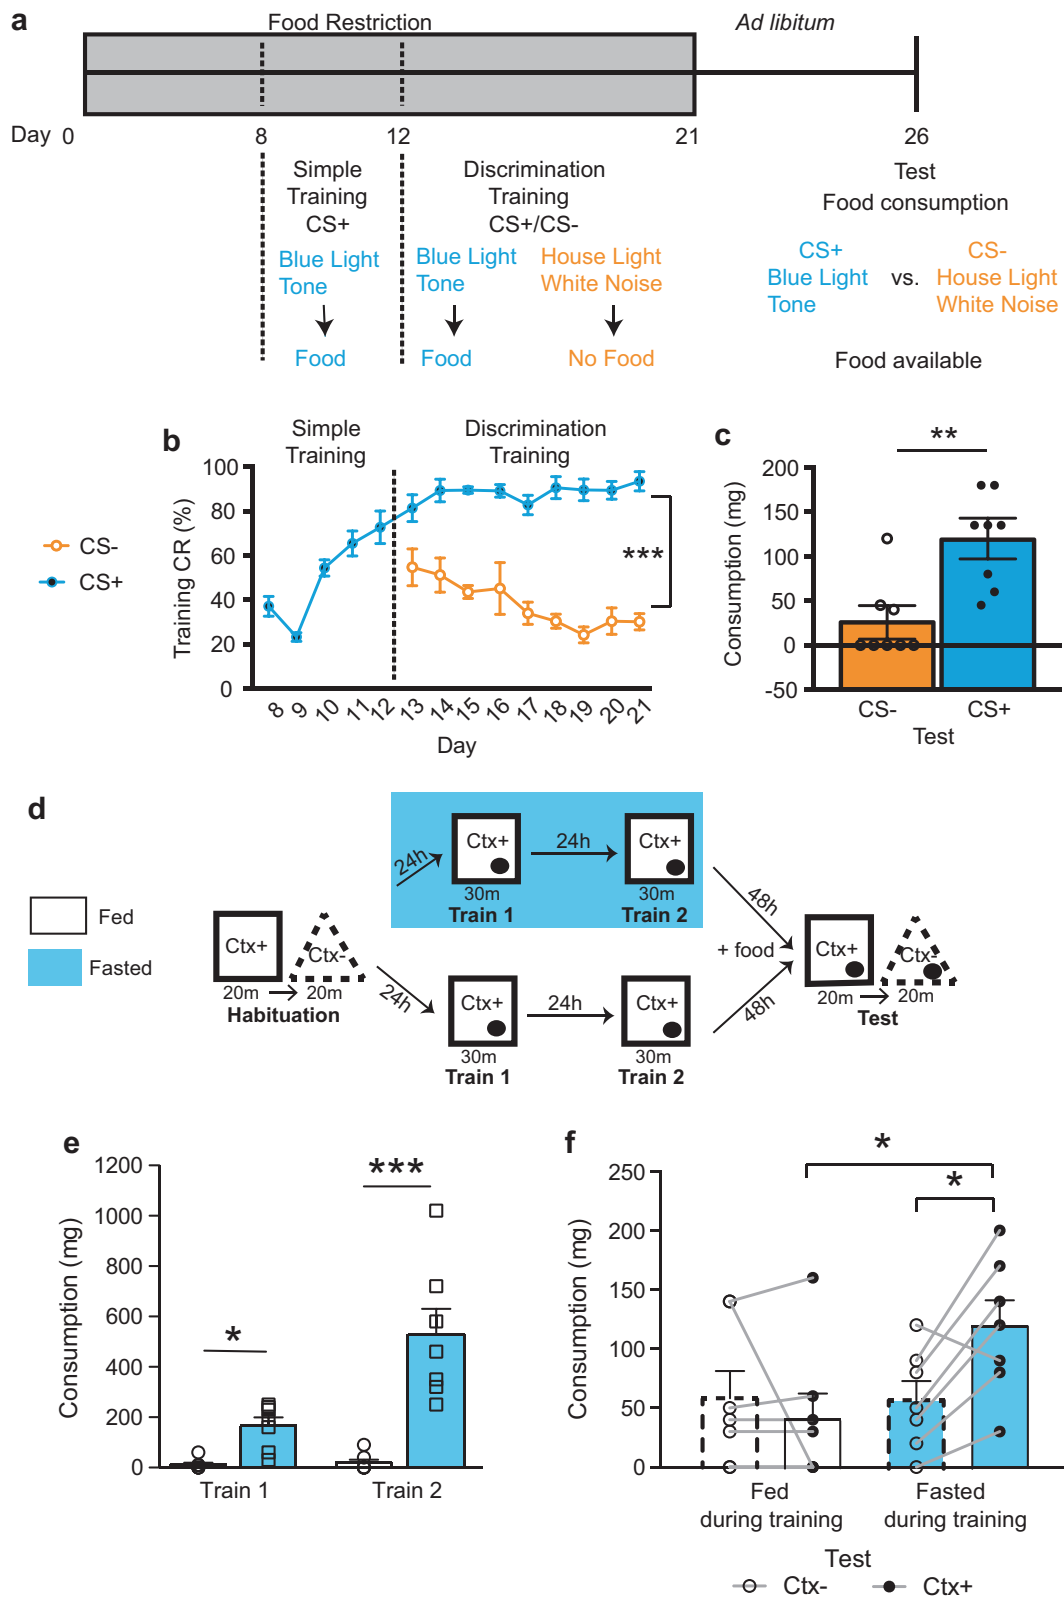 a
Food Restriction
Ad libitum
Day 0 8 12 21 26
Simple
Training
CS+
Blue Light
Tone
Food
Discrimination
Training
CS+/CS-
Blue Light
Tone
Food
House Light
White Noise
No Food
Test
Food consumption
CS+
Blue Light
Tone
vs.
CS-
House Light
White Noise
Food available
b
Simple
Training
Discrimination
Training
CS-
CS+
Training CR (%)
100
80
60
40
20
0
***
8 9 10 11 12 13 14 15 16 17 18 19 20 21
Day
c
**
Consumption (mg)
200
150
100
50
0
-50
CS- CS+
Test
d
Fed
Fasted
Ctx+ Ctx-
20m 20m
Habituation
24h
Ctx+
30m
Train 1
24h
Ctx+
30m
Train 2
24h
Ctx+
30m
Train 1
24h
Ctx+
30m
Train 2
48h
+ food
48h
Ctx+ Ctx-
20m 20m
Test
e
Consumption (mg)
1200
1000
800
600
400
200
0
*
***
Train 1 Train 2
f
Consumption (mg)
250
200
150
100
50
0
*
*
Fed
during training
Fasted
during training
Test
Ctx- Ctx+